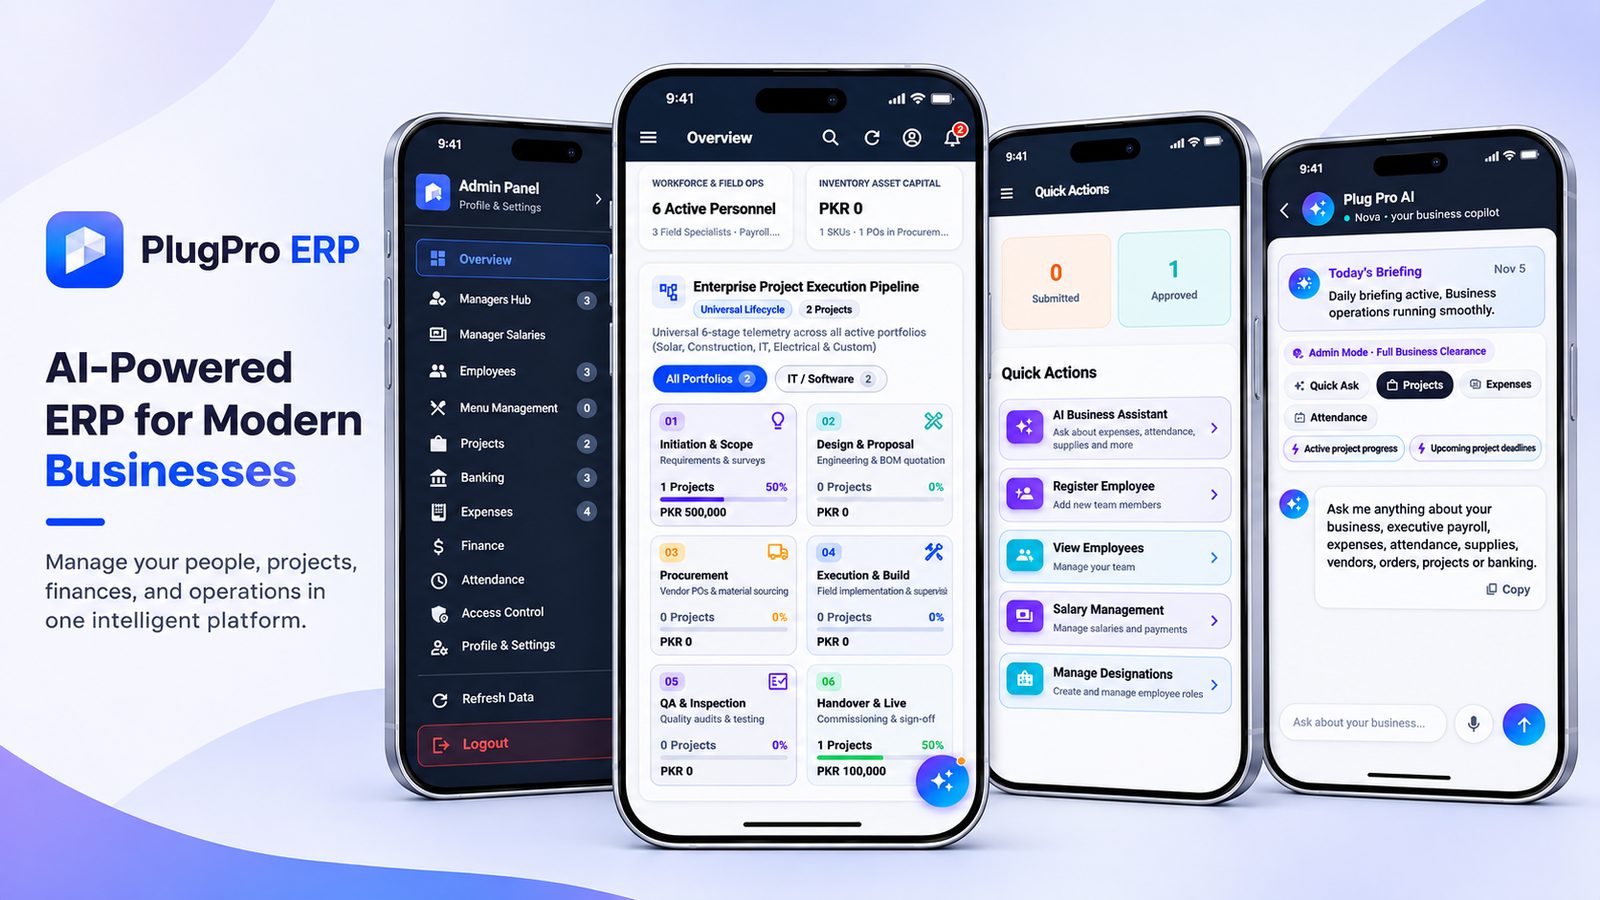 PlugPro ERP
AI-Powered
ERP for Modern
Businesses
Manage your people, projects,
finances, and operations in
one intelligent platform.
9:41
Admin Panel
Profile & Settings
Overview
Managers Hub 3
Manager Salaries
Employees 3
Menu Management 0
Projects 2
Banking 3
Expenses 4
Finance
Attendance
Access Control
Profile & Settings
Refresh Data
Logout
9:41
Overview
2
WORKFORCE & FIELD OPS
6 Active Personnel
3 Field Specialists · Payroll....
INVENTORY ASSET CAPITAL
PKR 0
1 SKUs · 1 POs in Procurem...
Enterprise Project Execution Pipeline
Universal Lifecycle 2 Projects
Universal 6-stage telemetry across all active portfolios
(Solar, Construction, IT, Electrical & Custom)
All Portfolios 2 IT / Software 2
01
Initiation & Scope
Requirements & surveys
1 Projects 50%
PKR 500,000
02
Design & Proposal
Engineering & BOM quotation
0 Projects 0%
PKR 0
03
Procurement
Vendor POs & material sourcing
0 Projects 0%
PKR 0
04
Execution & Build
Field implementation &
0 Projects 0%
PKR 0
05
QA & Inspection
Quality audits & testing
0 Projects 0%
PKR 0
06
Handover & Live
Commissioning & sign-off
1 Projects 50%
PKR 100,000
9:41
Quick Actions
0
Submitted
1
Approved
Quick Actions
AI Business Assistant
Ask about expenses, attendance,
supplies and more
Register Employee
Add new team members
View Employees
Manage your team
Salary Management
Manage salaries and payments
Manage Designations
Create and manage employee roles
9:41
Plug Pro AI
Nova • your business copilot
Today's Briefing Nov 5
Daily briefing active, Business
operations running smoothly.
Admin Mode · Full Business Clearance
Quick Ask Projects Expenses
Attendance
Active project progress Upcoming project deadlines
Ask me anything about your
business, executive payroll,
expenses, attendance, supplies,
vendors, orders, projects or banking.
Copy
Ask about your business...